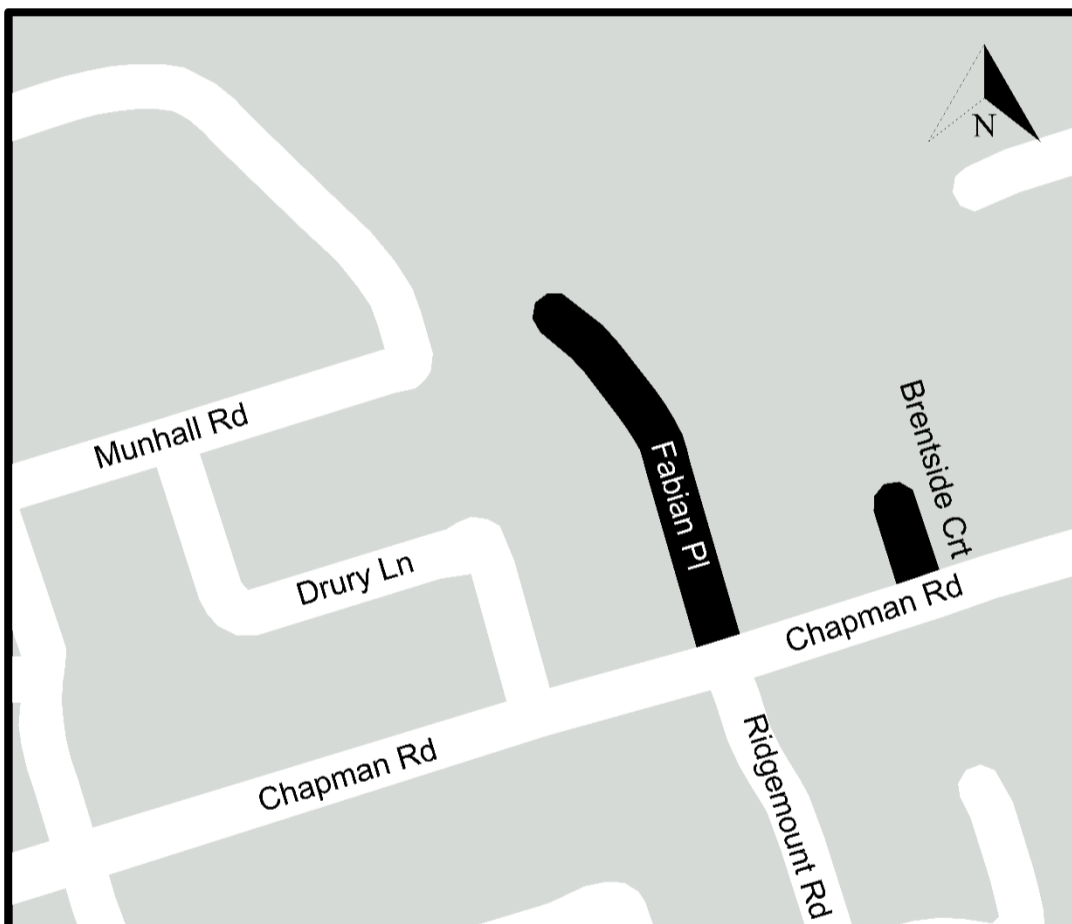 N
Brentside Crt
Munhall Rd
Fabian Pl
Drury Ln
Chapman Rd
Chapman Rd
Ridgemount Rd